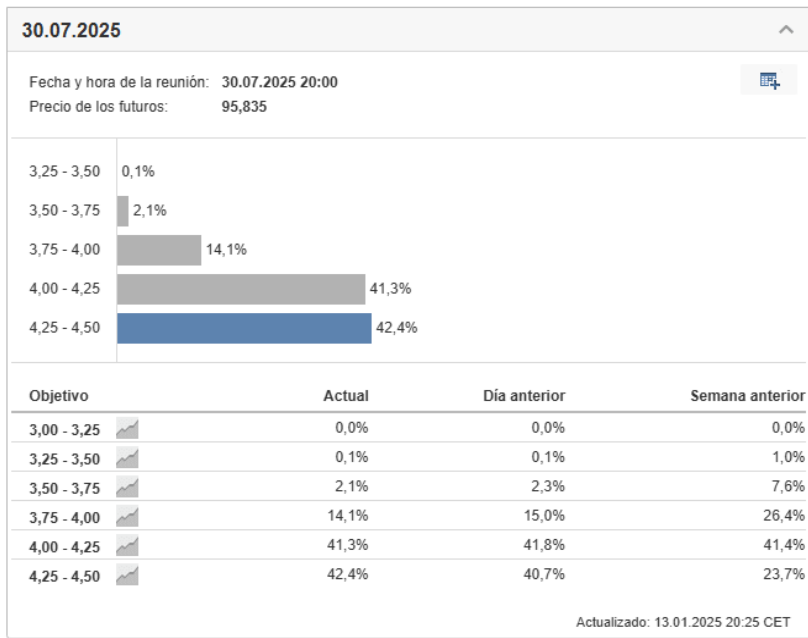 30.07.2025
Fecha y hora de la reunión: 30.07.2025 20:00
Precio de los futuros: 95,835
3,25 - 3,50 0,1%
3,50 - 3,75 2,1%
3,75 - 4,00 14,1%
4,00 - 4,25 41,3%
4,25 - 4,50 42,4%
Objetivo Actual Día anterior Semana anterior
3,00 - 3,25 0,0% 0,0% 0,0%
3,25 - 3,50 0,1% 0,1% 1,0%
3,50 - 3,75 2,1% 2,3% 7,6%
3,75 - 4,00 14,1% 15,0% 26,4%
4,00 - 4,25 41,3% 41,8% 41,4%
4,25 - 4,50 42,4% 40,7% 23,7%
Actualizado: 13.01.2025 20:25 CET